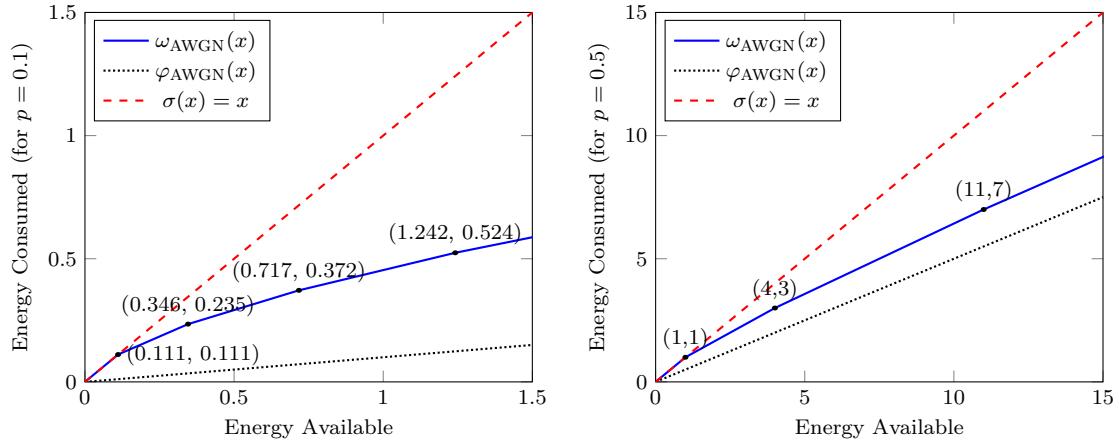 1.5
1
0.5
0
0
0.5
1
1.5
Energy Available
Energy Consumed (for p = 0.1)
ω_AWGN(x)
φ_AWGN(x)
σ(x) = x
(1.242, 0.524)
(0.717, 0.372)
(0.346, 0.235)
(0.111, 0.111)
15
10
5
0
0
5
10
15
Energy Available
Energy Consumed (for p = 0.5)
ω_AWGN(x)
φ_AWGN(x)
σ(x) = x
(11,7)
(4,3)
(1,1)